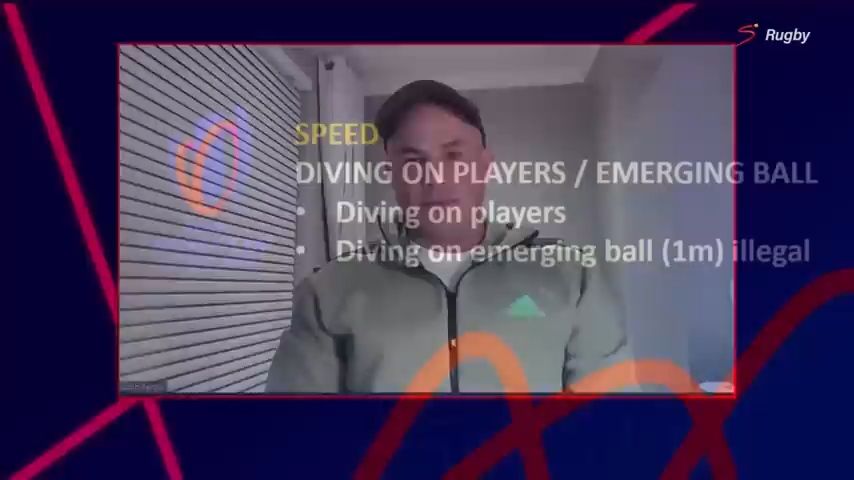 S Rugby
SPEED
DIVING ON PLAYERS / EMERGING BALL
• Diving on players
• Diving on emerging ball (1m) illegal